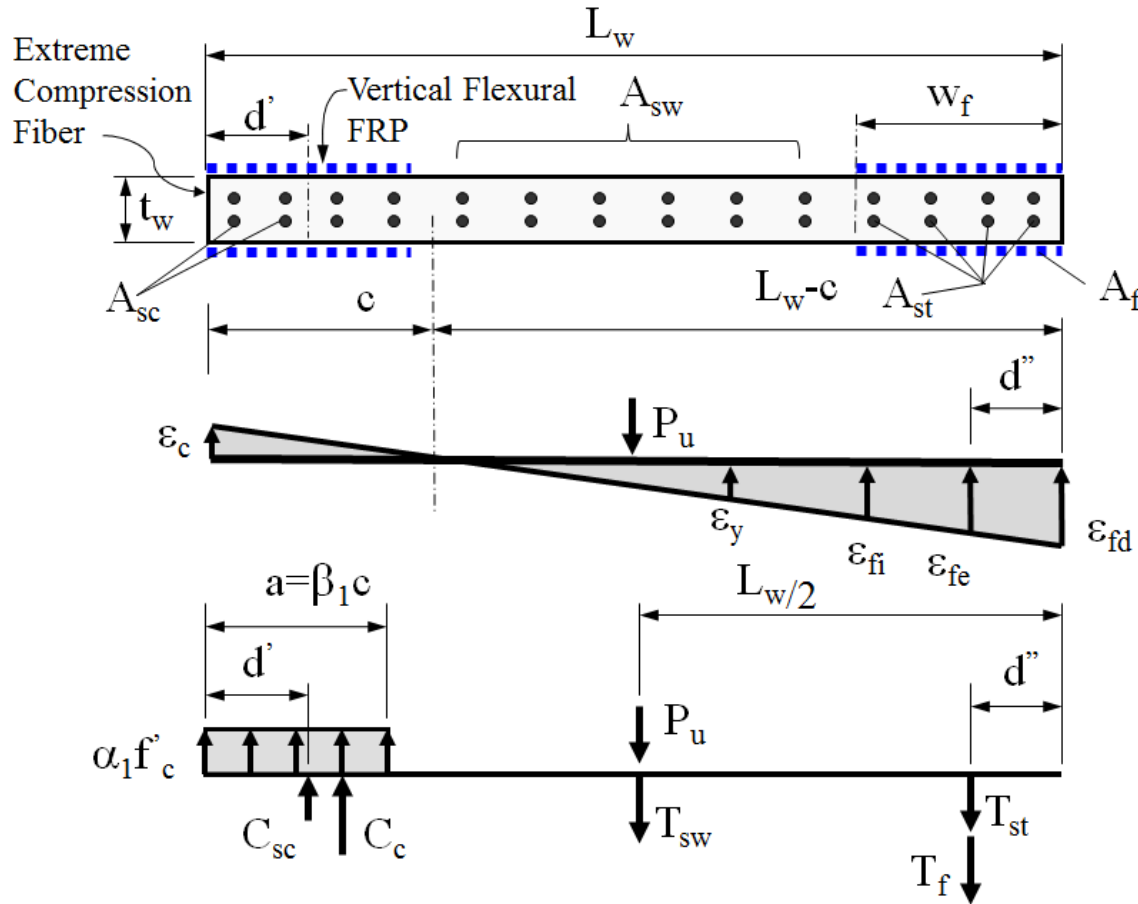 L_w
Extreme
Compression
Fiber
d’
Vertical Flexural
FRP
A_sw
w_f
t_w
A_sc
c
L_w-c
A_st
A_f
d”
ε_c
P_u
ε_y
ε_fi
ε_fe
ε_fd
a=β_1c
L_w/2
d’
d”
P_u
α_1f’_c
C_sc
C_c
T_sw
T_st
T_f